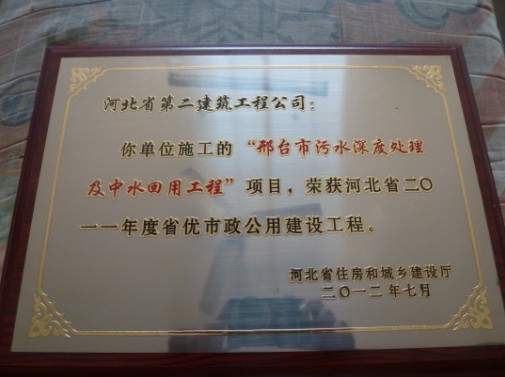 河北省第二建筑工程公司：
你单位施工的“邢台市污水深度处理
及中水回用工程”项目，荣获河北省二〇
一一年度省优市政公用建设工程。
河北省住房和城乡建设厅
二〇一二年七月